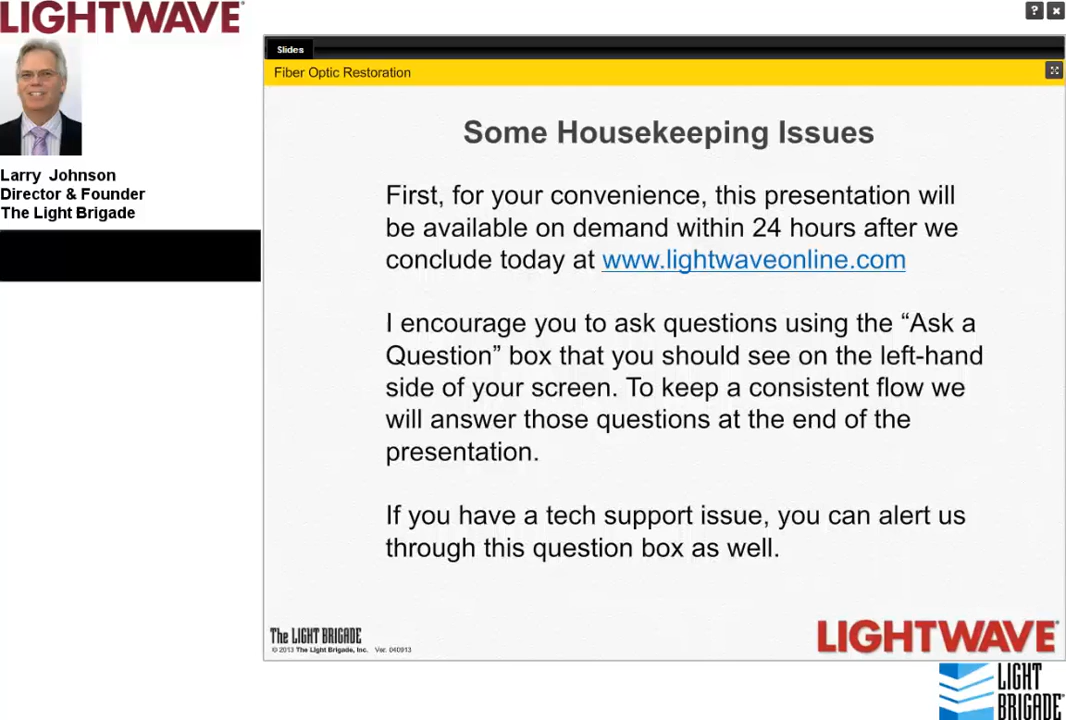 LIGHTWAVE
? ×
Slides
Fiber Optic Restoration
Larry Johnson
Director & Founder
The Light Brigade
Some Housekeeping Issues
First, for your convenience, this presentation will
be available on demand within 24 hours after we
conclude today at www.lightwaveonline.com
I encourage you to ask questions using the “Ask a
Question” box that you should see on the left-hand
side of your screen. To keep a consistent flow we
will answer those questions at the end of the
presentation.
If you have a tech support issue, you can alert us
through this question box as well.
The LIGHT BRIGADE
© 2013 The Light Brigade, Inc. Ver. 040913
LIGHTWAVE
LIGHT
BRIGADE